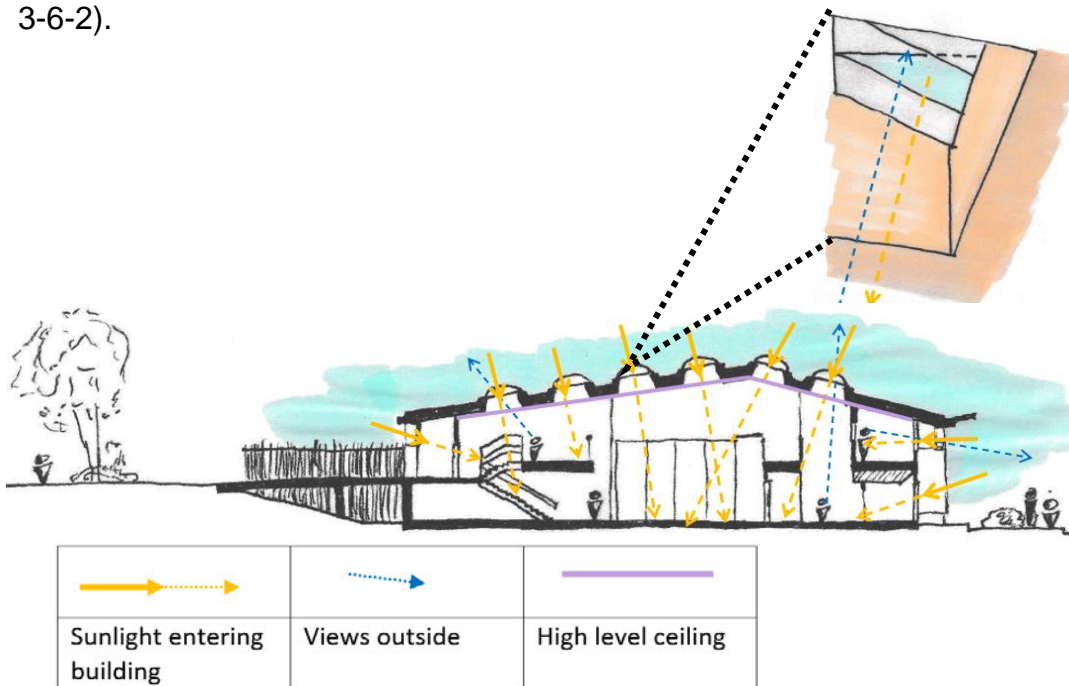 3-6-2).
Sunlight entering
building
Views outside
High level ceiling